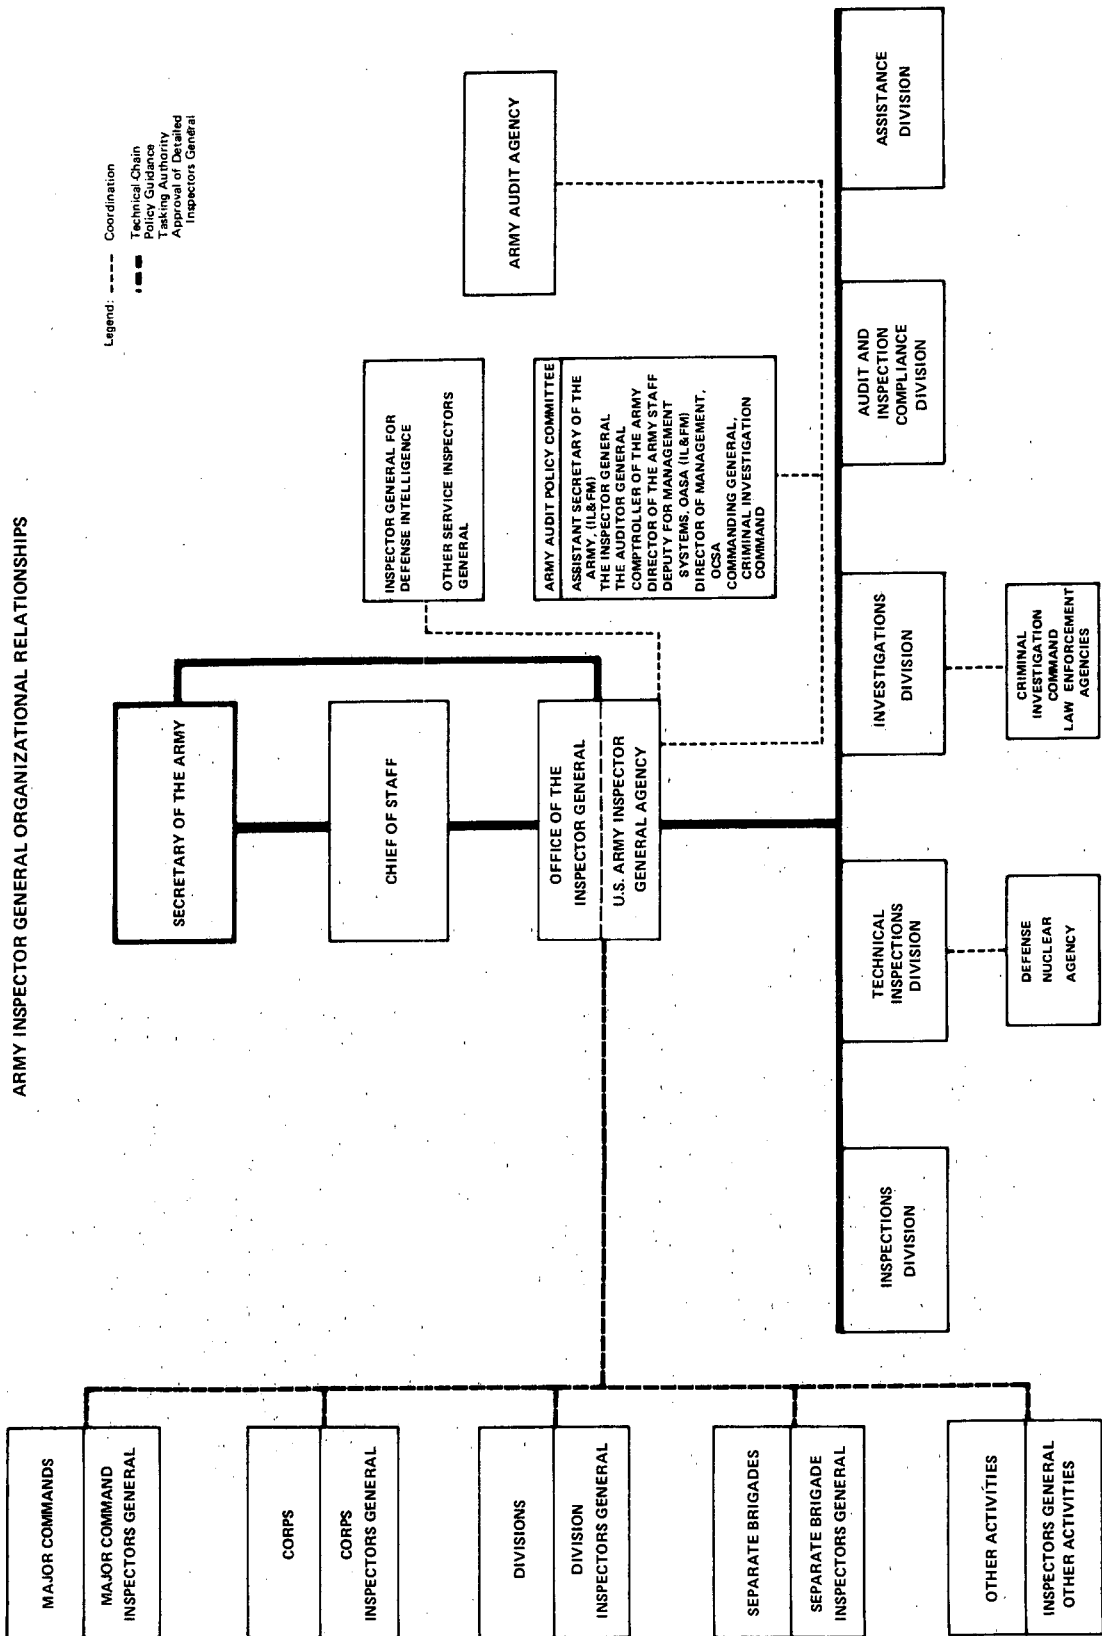 ARMY INSPECTOR GENERAL ORGANIZATIONAL RELATIONSHIPS
Legend: ---- Coordination
Technical Chain
Policy Guidance
Tasking Authority
Approval of Detailed
Inspectors General
MAJOR COMMANDS
MAJOR COMMAND
INSPECTORS GENERAL
CORPS
CORPS
INSPECTORS GENERAL
DIVISIONS
DIVISION
INSPECTORS GENERAL
SEPARATE BRIGADES
SEPARATE BRIGADE
INSPECTORS GENERAL
OTHER ACTIVITIES
INSPECTORS GENERAL
OTHER ACTIVITIES
SECRETARY OF THE ARMY
CHIEF OF STAFF
OFFICE OF THE
INSPECTOR GENERAL
U.S. ARMY INSPECTOR
GENERAL AGENCY
INSPECTOR GENERAL FOR
DEFENSE INTELLIGENCE
OTHER SERVICE INSPECTORS
GENERAL
ARMY AUDIT POLICY COMMITTEE
ASSISTANT SECRETARY OF THE
ARMY, (IL&FM)
THE INSPECTOR GENERAL
THE AUDITOR GENERAL
COMPTROLLER OF THE ARMY
DIRECTOR OF THE ARMY STAFF
DEPUTY FOR MANAGEMENT
SYSTEMS, OASA (IL&FM)
DIRECTOR OF MANAGEMENT,
OCSA
COMMANDING GENERAL,
CRIMINAL INVESTIGATION
COMMAND
ARMY AUDIT AGENCY
INSPECTIONS
DIVISION
TECHNICAL
INSPECTIONS
DIVISION
INVESTIGATIONS
DIVISION
AUDIT AND
INSPECTION
COMPLIANCE
DIVISION
ASSISTANCE
DIVISION
DEFENSE
NUCLEAR
AGENCY
CRIMINAL
INVESTIGATION
COMMAND
LAW ENFORCEMENT
AGENCIES